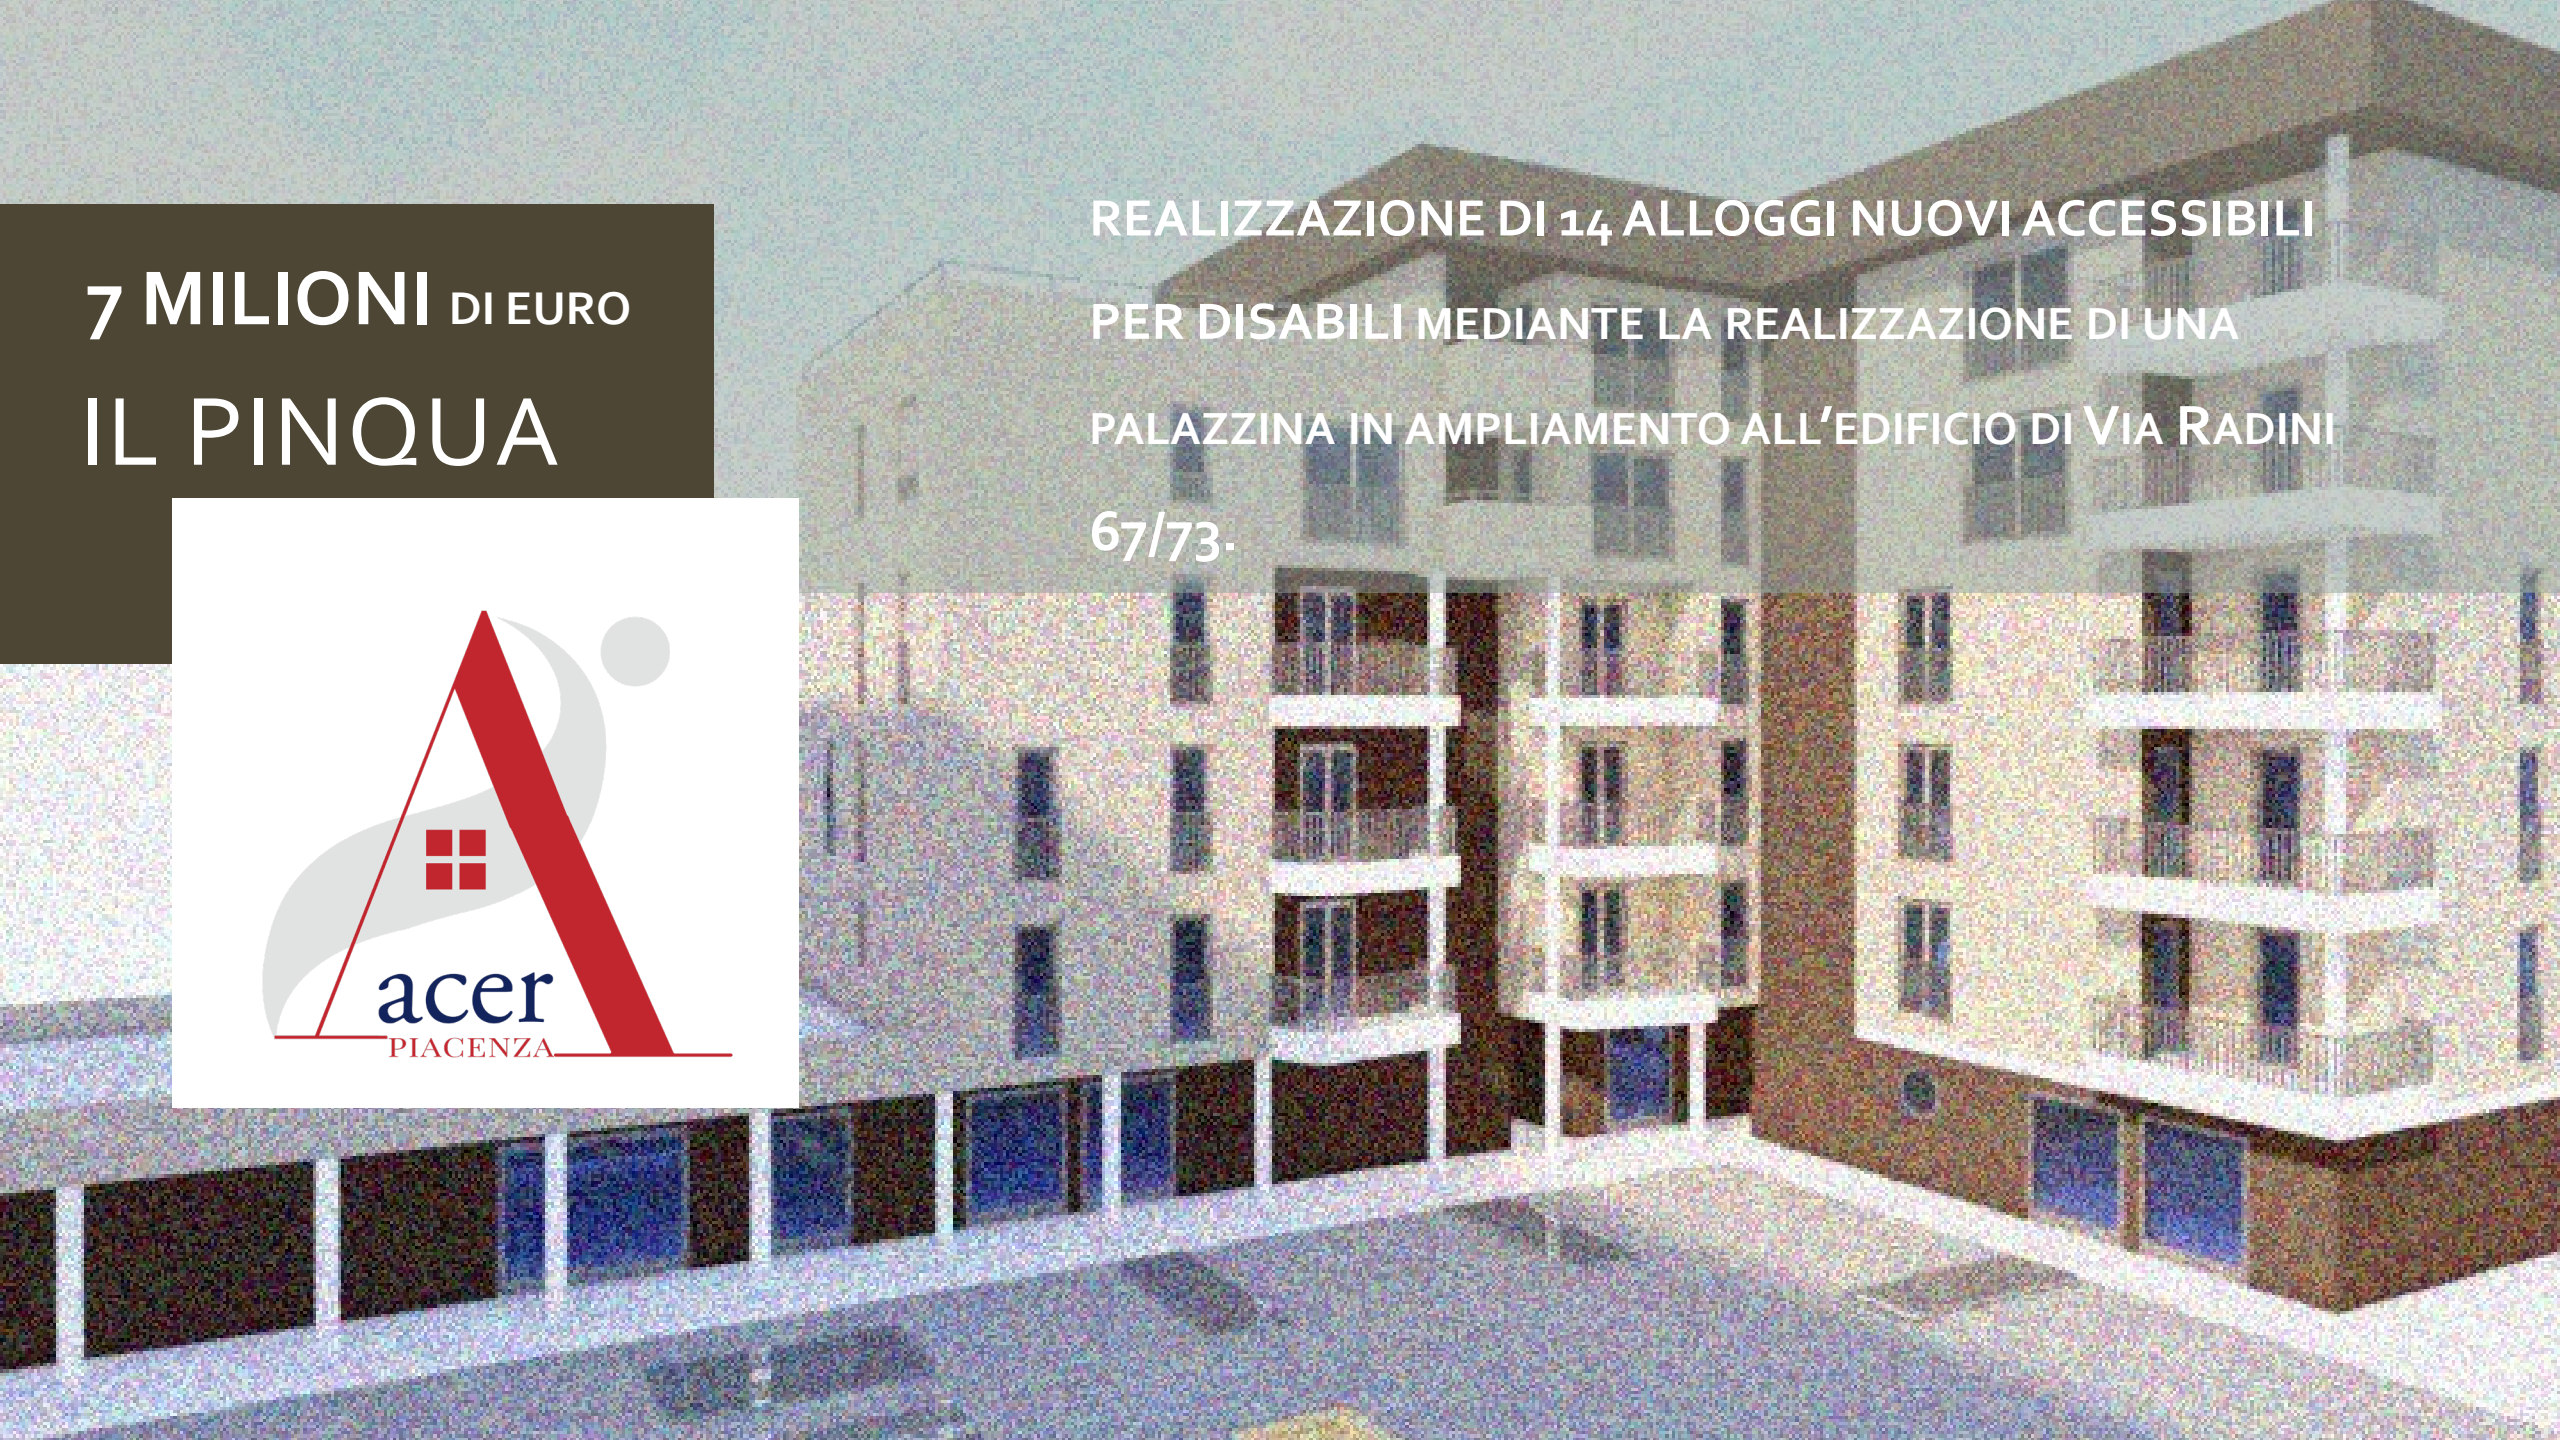 7 MILIONI DI EURO
IL PINQUA
REALIZZAZIONE DI 14 ALLOGGI NUOVI ACCESSIBILI
PER DISABILI MEDIANTE LA REALIZZAZIONE DI UNA
PALAZZINA IN AMPLIAMENTO ALL'EDIFICIO DI VIA RADINI
67/73.
acer
PIACENZA